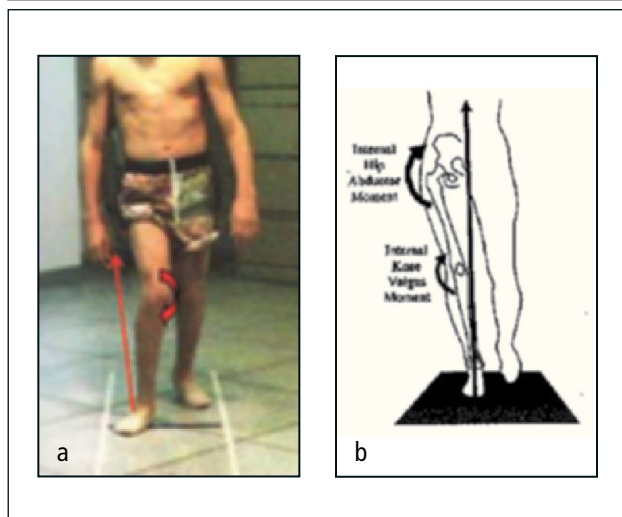 a
Internal
Hip
Abductor
Moment
Internal
Knee
Valgus
Moment
b